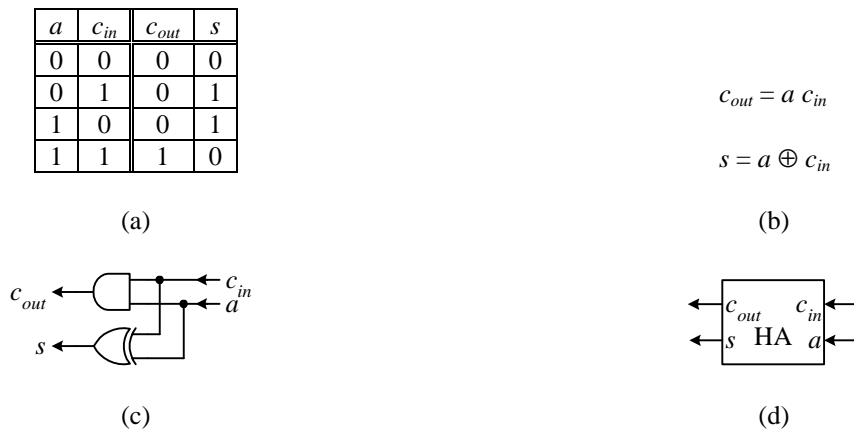 a c_in c_out s
0 0 0 0
0 1 0 1
1 0 0 1
1 1 1 0
(a)
c_out = a c_in
s = a ⊕ c_in
(b)
c_out
s
c_in
a
(c)
c_out c_in
s HA a
(d)